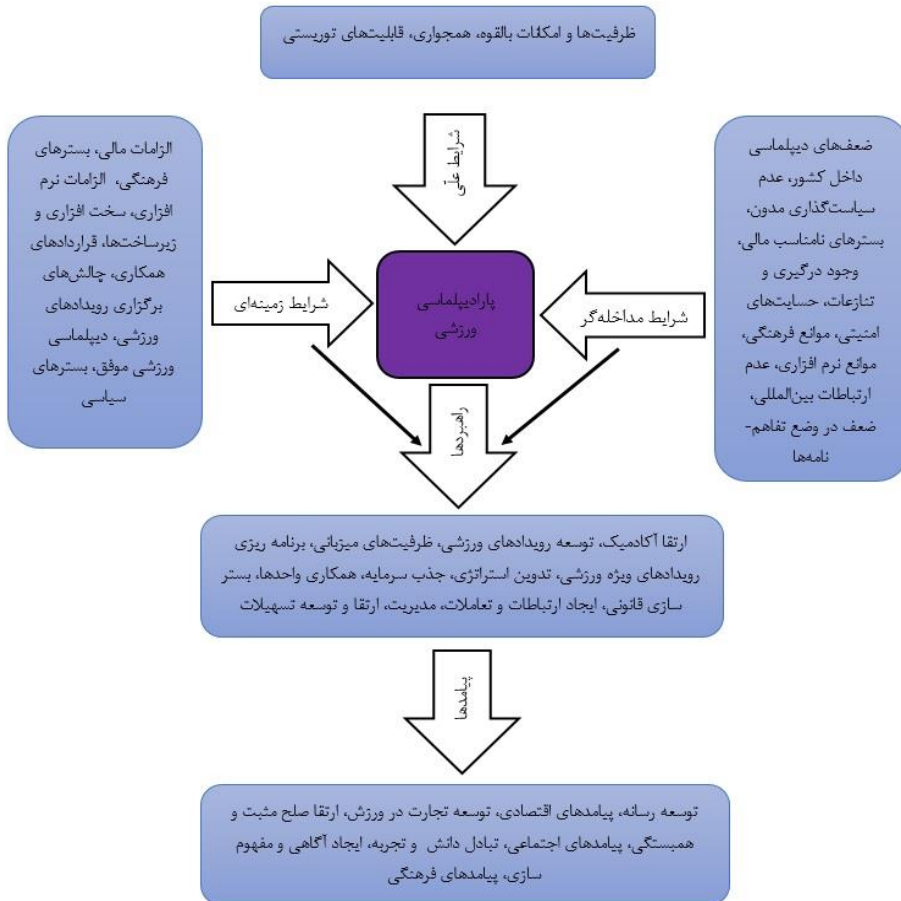 ظرفیت‌ها و امکانات بالقوه، همجواری، قابلیت‌های توریستی
شرایط علّی
ضعف‌های دیپلماسی
داخل کشور، عدم
سیاست‌گذاری مدون،
بسترهای نامناسب مالی،
وجود درگیری و
تنازعات، حسایت‌های
امنیتی، موانع فرهنگی،
موانع نرم افزاری، عدم
ارتباطات بین‌المللی،
ضعف در وضع تفاهم-
نامه‌ها
شرایط مداخله‌گر
پارادیپلماسی
ورزشی
شرایط زمینه‌ای
الزامات مالی، بسترهای
فرهنگی، الزامات نرم
افزاری، سخت افزاری و
زیرساخت‌ها، قراردادهای
همکاری، چالش‌های
برگزاری رویدادهای
ورزشی، دیپلماسی
ورزشی موفق، بسترهای
سیاسی
راهبردها
ارتقا آکادمیک، توسعه رویدادهای ورزشی، ظرفیت‌های میزبانی، برنامه ریزی
رویدادهای ویژه ورزشی، تدوین استراتژی، جذب سرمایه، همکاری واحدها، بستر
سازی قانونی، ایجاد ارتباطات و تعاملات، مدیریت، ارتقا و توسعه تسهیلات
پیامدها
توسعه رسانه، پیامدهای اقتصادی، توسعه تجارت در ورزش، ارتقا صلح مثبت و
همبستگی، پیامدهای اجتماعی، تبادل دانش و تجربه، ایجاد آگاهی و مفهوم
سازی، پیامدهای فرهنگی